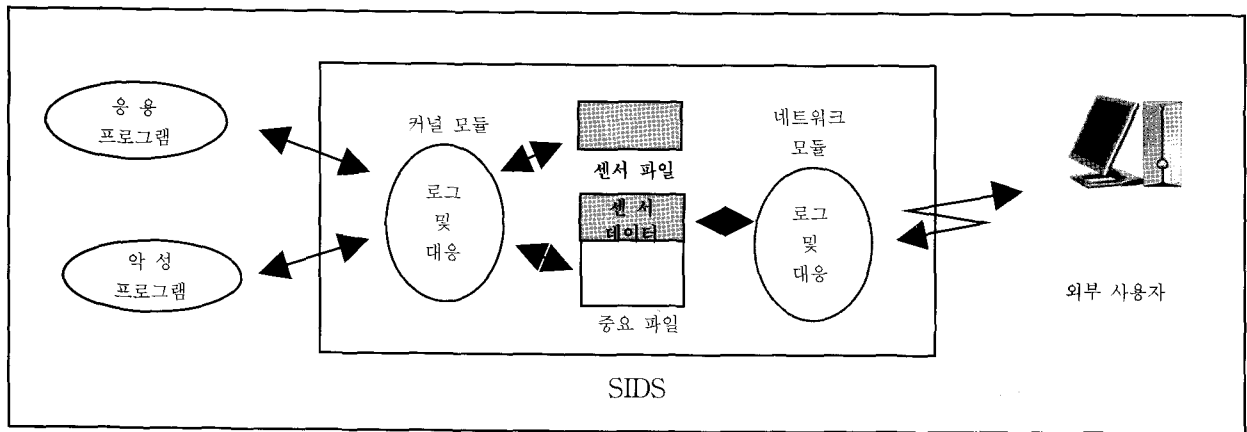 응 용
프로그램
악 성
프로그램
커널 모듈
로그
및
대응
센서 파일
센 서
데이터
중요 파일
네트워크
모듈
로그
및
대응
외부 사용자
SIDS